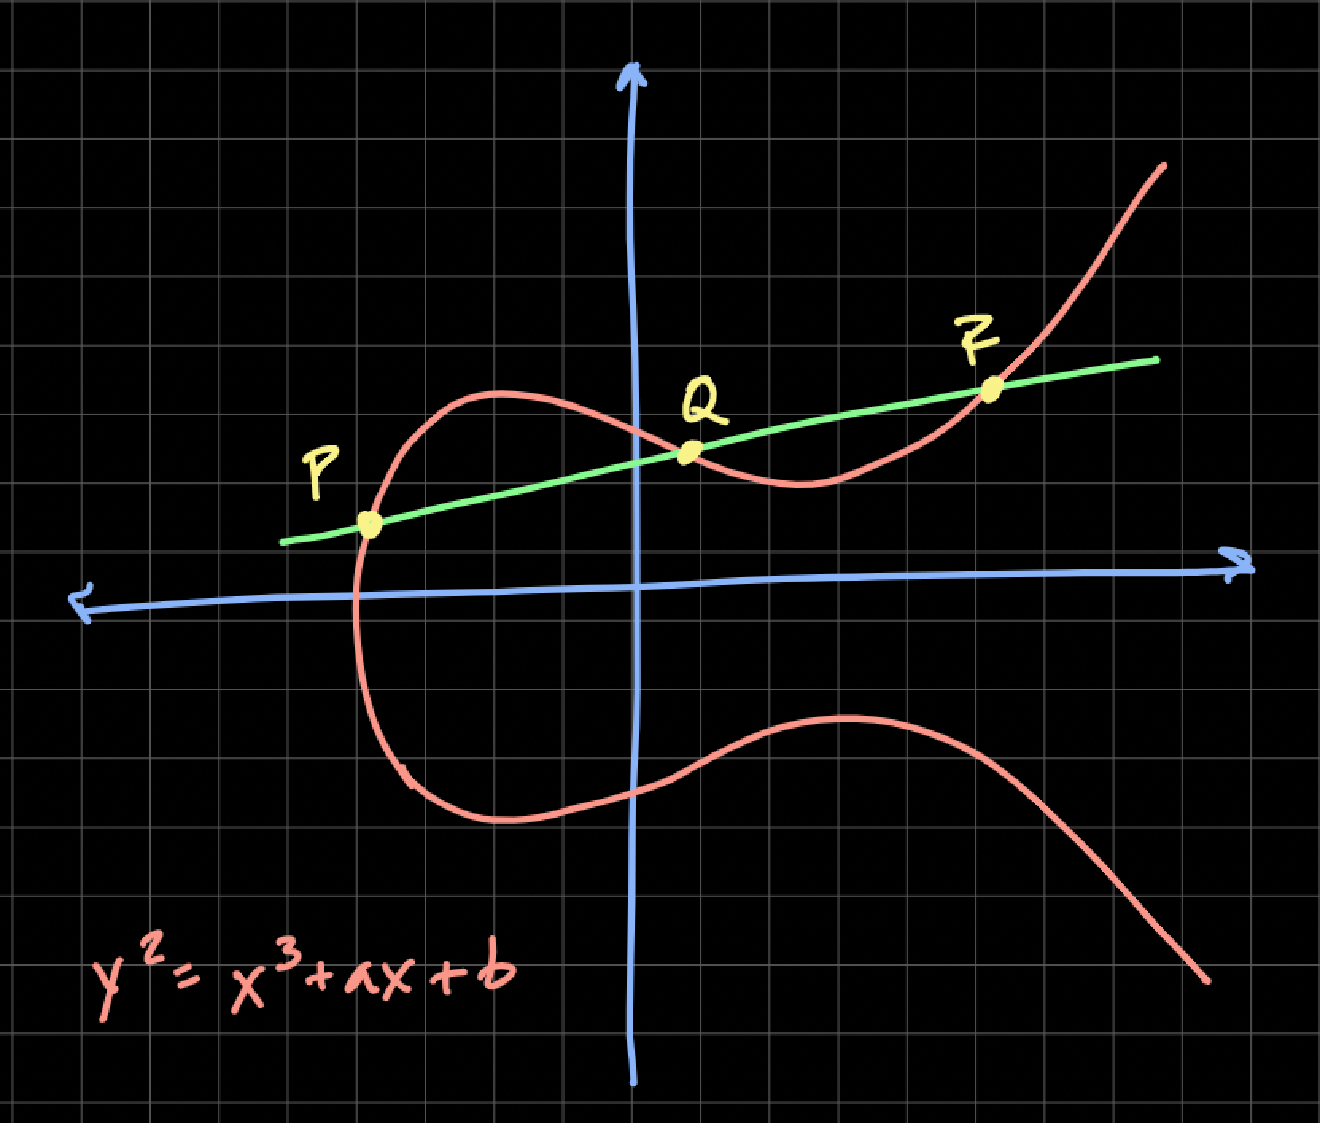 R
Q
P
y² = x³ + ax + b